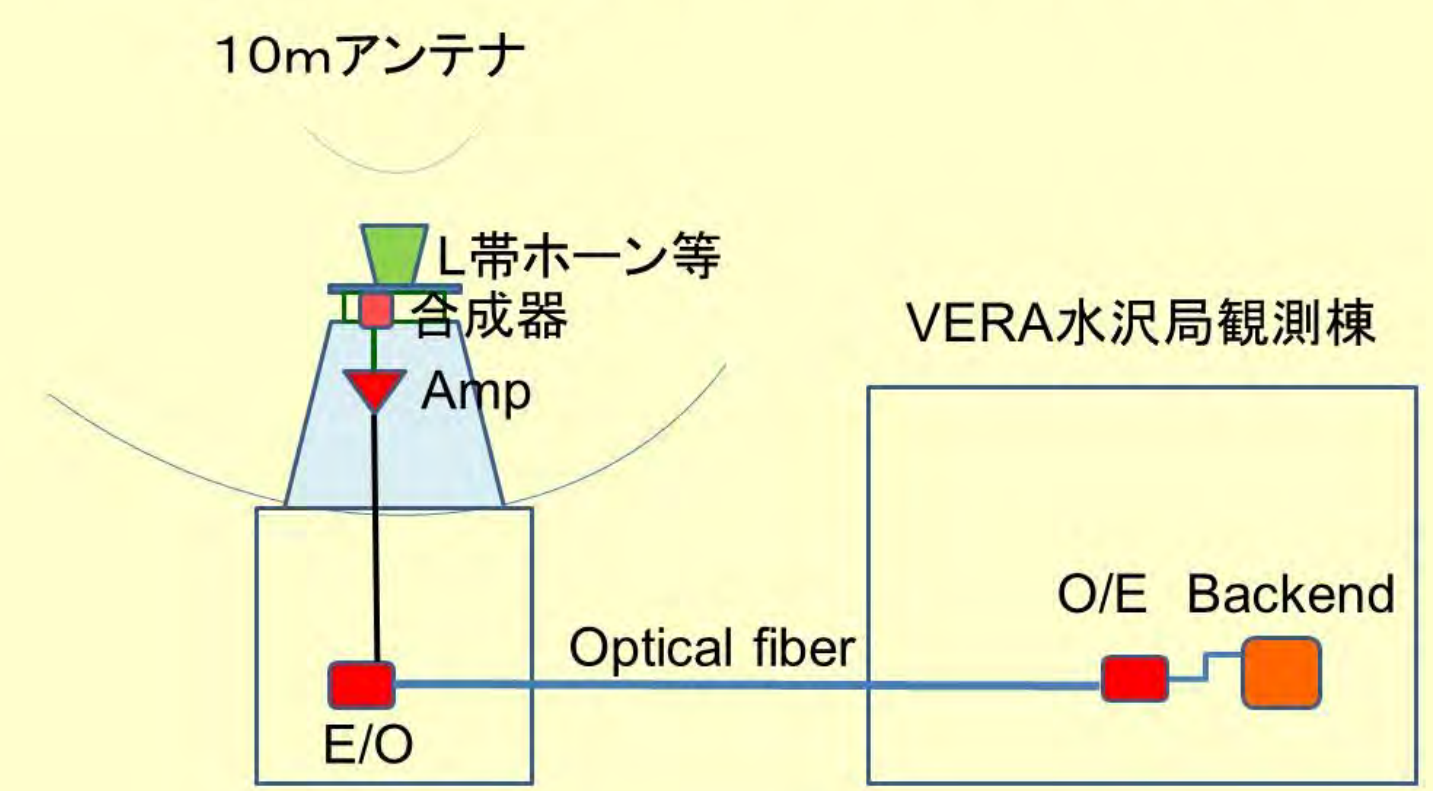 10mアンテナ
L帯ホーン等
合成器
Amp
VERA水沢局観測棟
O/E Backend
Optical fiber
E/O